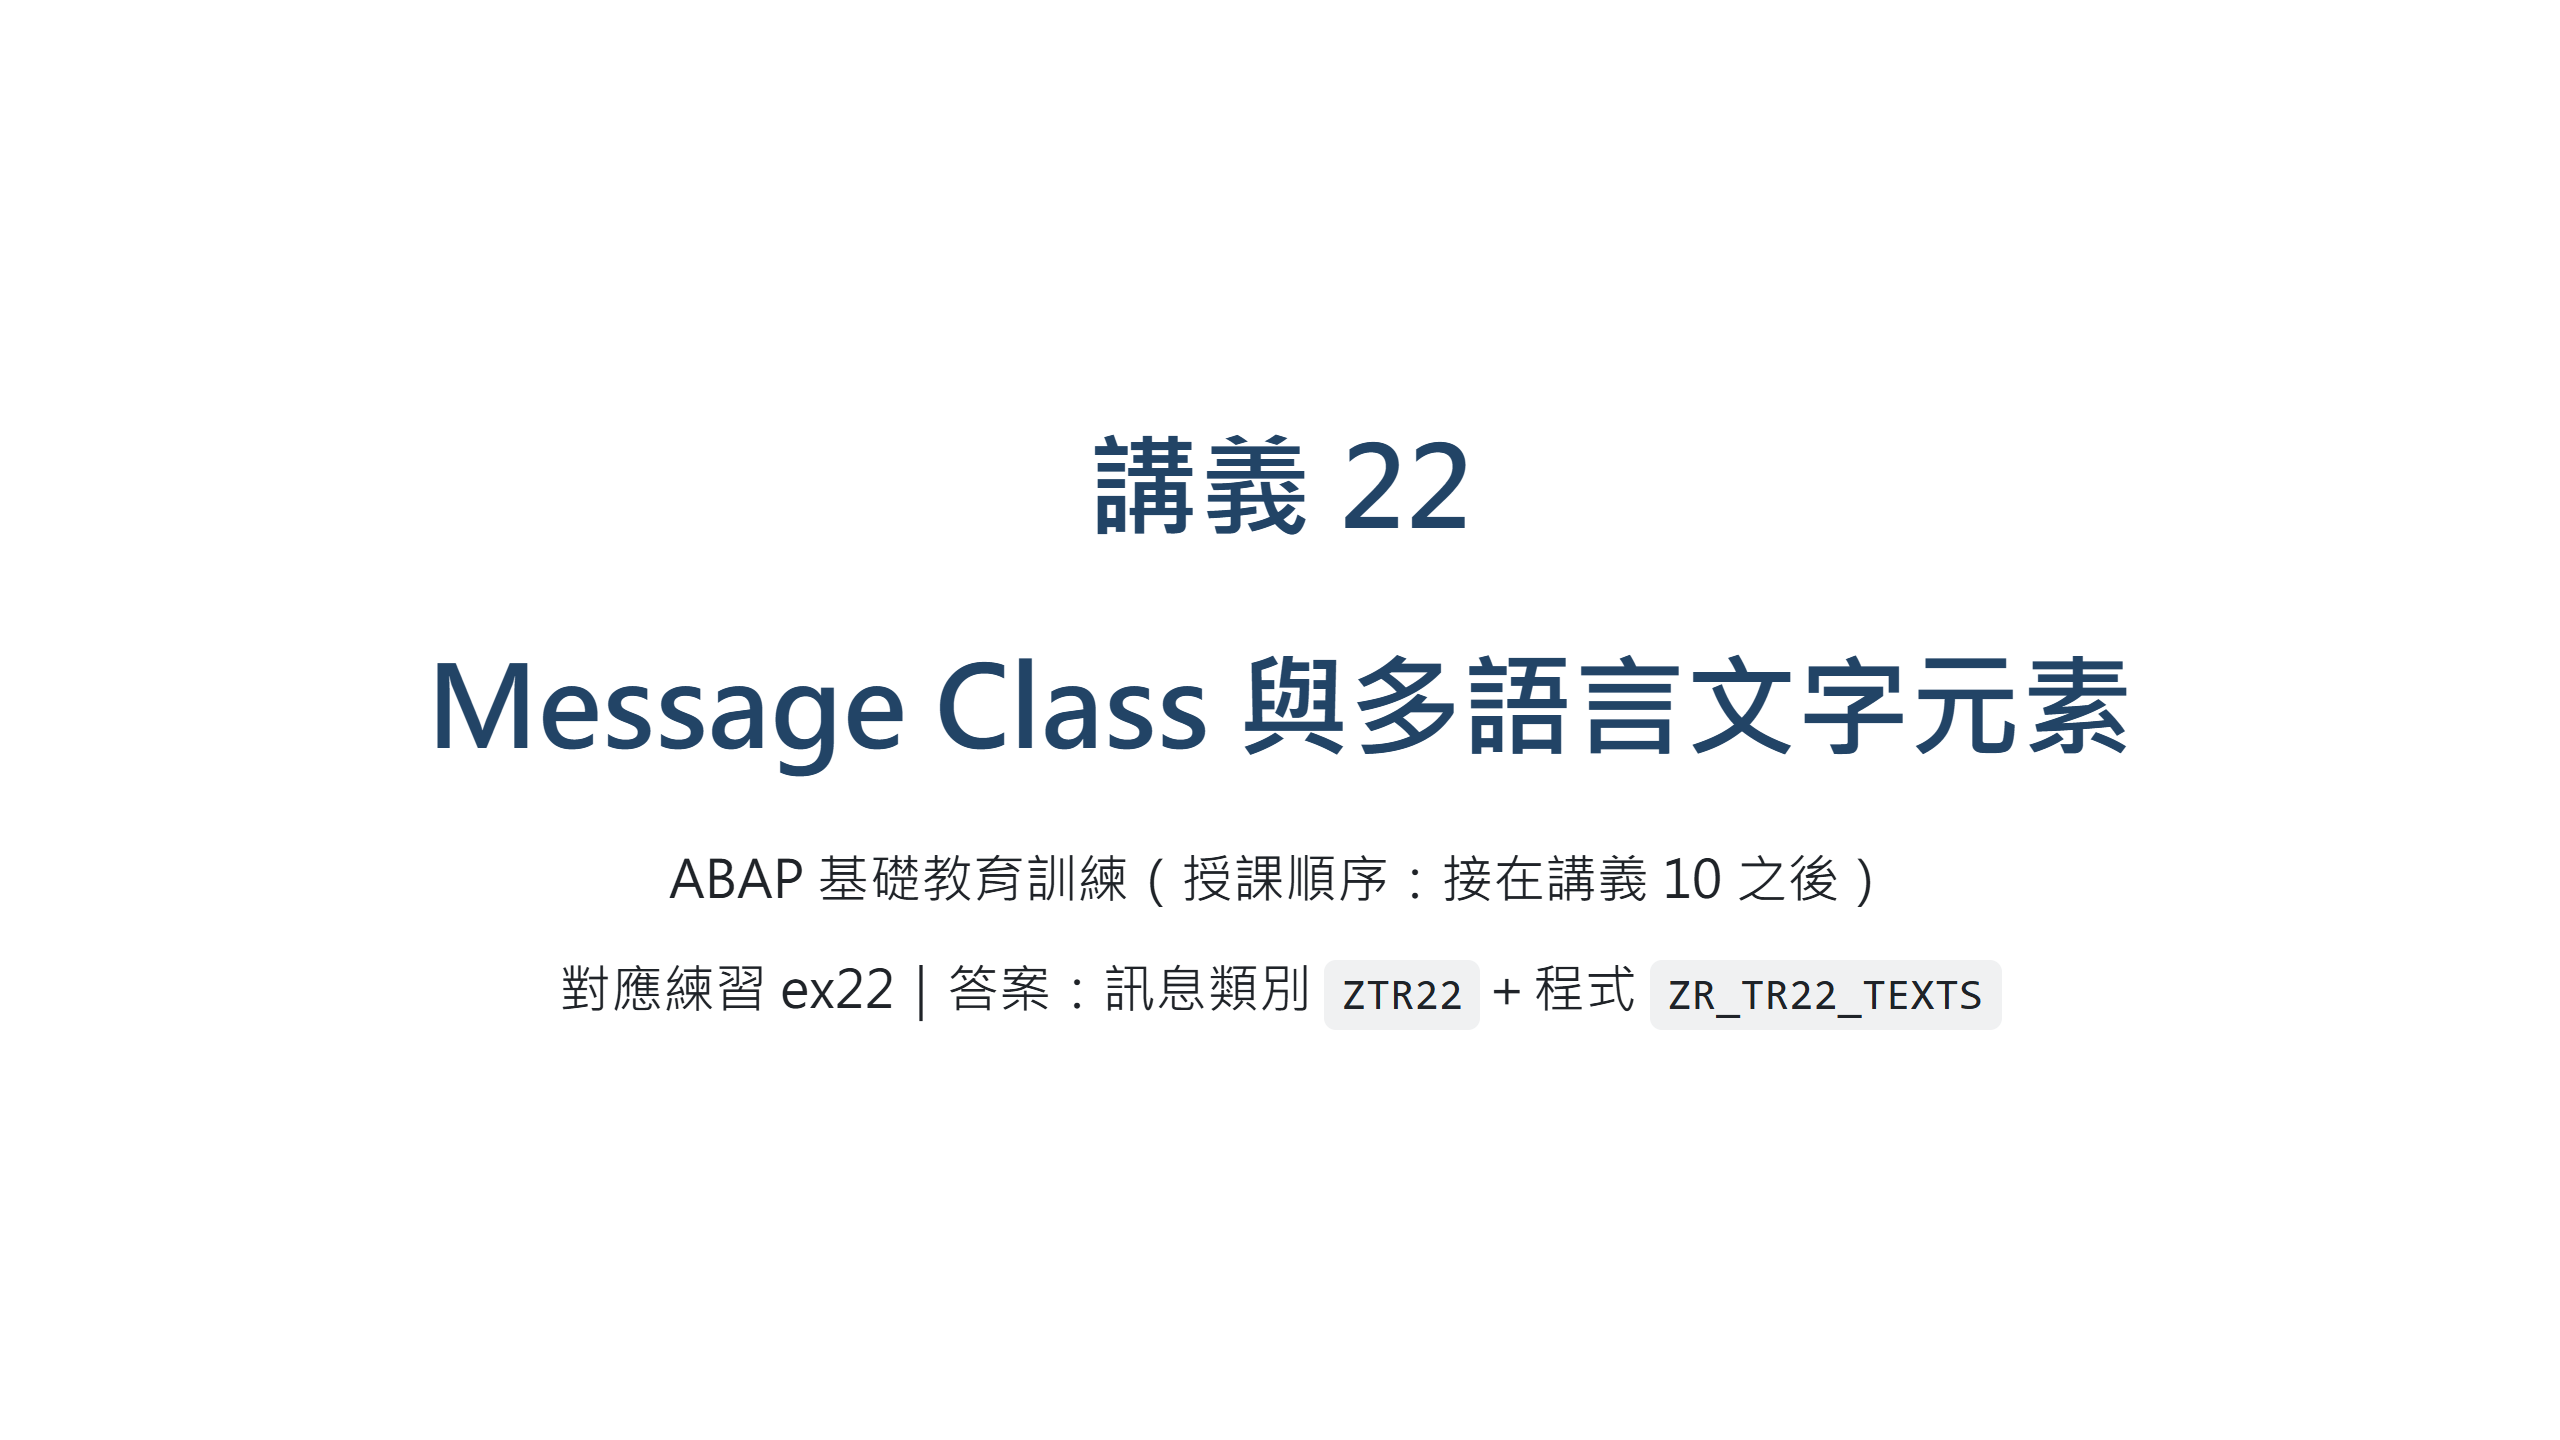 講義 22
Message Class 與多語言文字元素
ABAP 基礎教育訓練（授課順序：接在講義 10 之後）
對應練習 ex22｜答案：訊息類別 ZTR22 + 程式 ZR_TR22_TEXTS